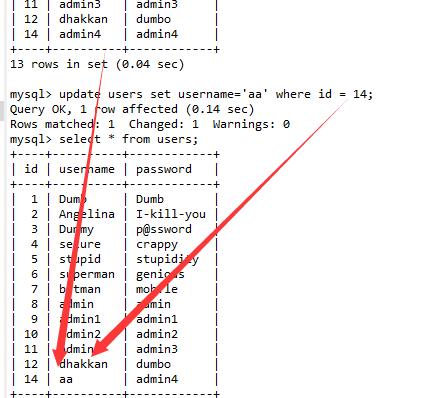 | 11 | admin3 | admin3 |
| 12 | dhakkan | dumbo |
| 14 | admin4 | admin4 |
+----+----------+------------+
13 rows in set (0.04 sec)
mysql> update users set username='aa' where id = 14;
Query OK, 1 row affected (0.14 sec)
Rows matched: 1  Changed: 1  Warnings: 0
mysql> select * from users;
+----+----------+------------+
| id | username | password |
+----+----------+------------+
| 1 | Dumb | Dumb |
| 2 | Angelina | I-kill-you |
| 3 | Dummy | p@ssword |
| 4 | secure | crappy |
| 5 | stupid | stupidity |
| 6 | superman | genious |
| 7 | batman | mob!le |
| 8 | admin | admin |
| 9 | admin1 | admin1 |
| 10 | admin2 | admin2 |
| 11 | admin3 | admin3 |
| 12 | dhakkan | dumbo |
| 14 | aa | admin4 |
+----+----------+------------+